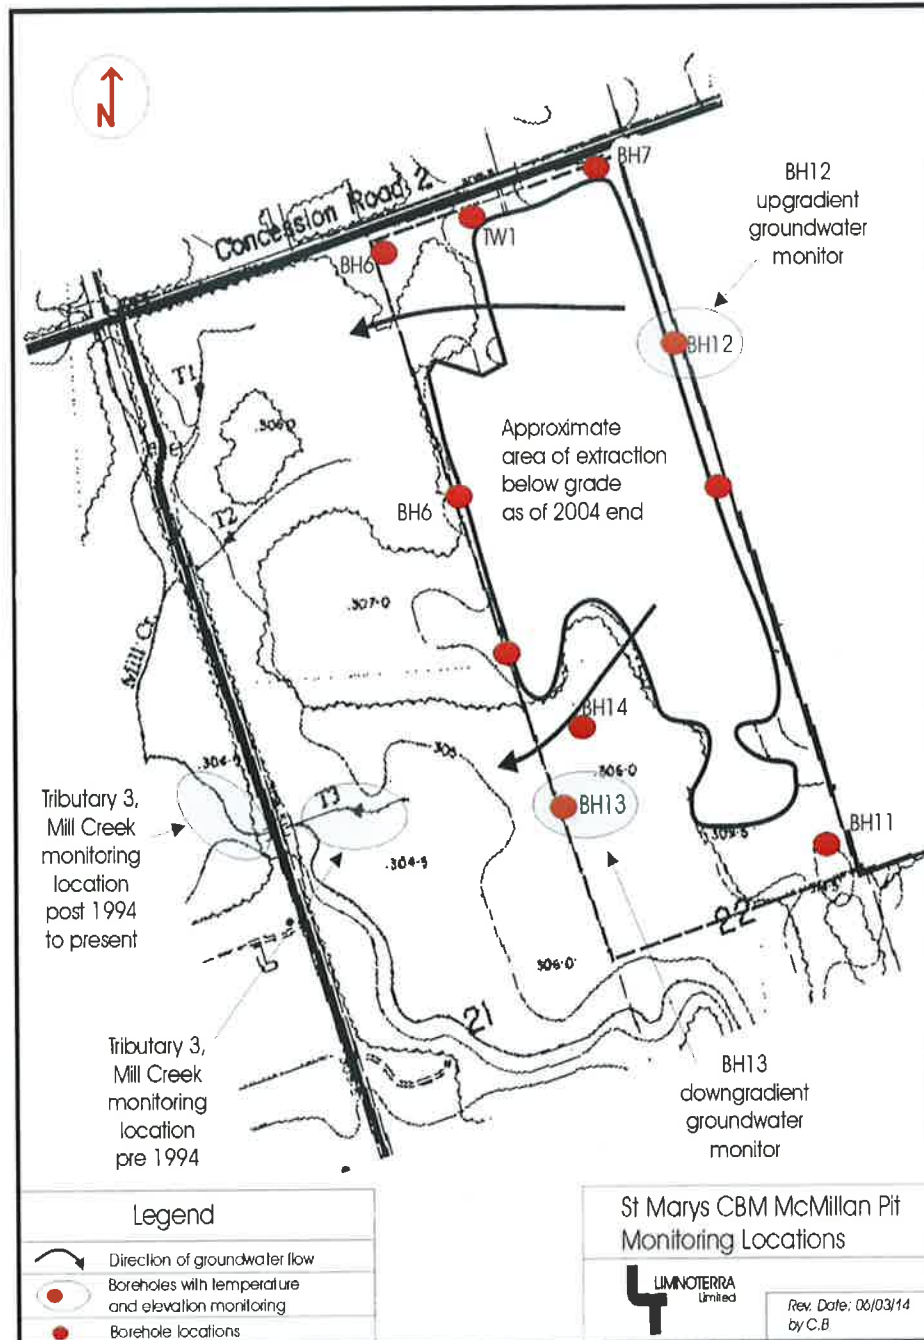 N
Concession Road 2
BH7
TW1
BH6
BH12
upgradient
groundwater
monitor
BH12
T1
.306.0
Approximate
area of extraction
below grade
as of 2004 end
BH6
T2
.307.0
Mill Cr.
BH14
.306.0
BH13
BH11
T3
.304.5
Tributary 3,
Mill Creek
monitoring
location
post 1994
to present
22
.306.0
21
Tributary 3,
Mill Creek
monitoring
location
pre 1994
BH13
downgradient
groundwater
monitor
Legend
Direction of groundwater flow
Boreholes with temperature
and elevation monitoring
Borehole locations
St Marys CBM McMillan Pit
Monitoring Locations
LIMNOTERRA
Limited
Rev. Date: 06/03/14
by C.B